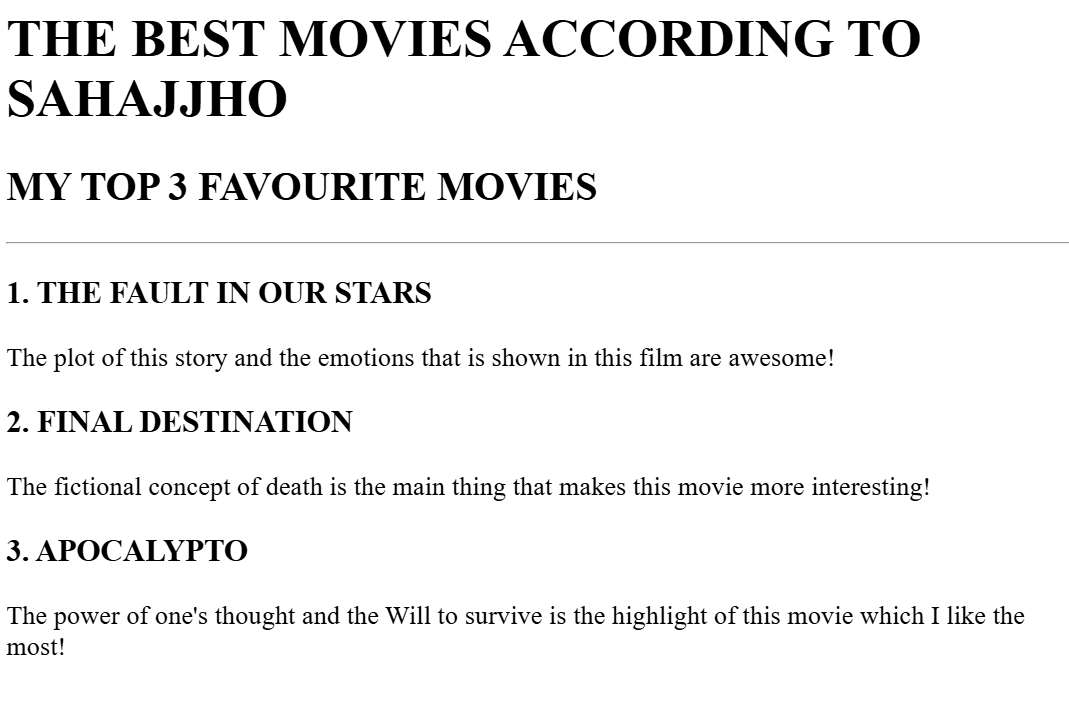 THE BEST MOVIES ACCORDING TO
SAHAJJHO
MY TOP 3 FAVOURITE MOVIES
1. THE FAULT IN OUR STARS
The plot of this story and the emotions that is shown in this film are awesome!
2. FINAL DESTINATION
The fictional concept of death is the main thing that makes this movie more interesting!
3. APOCALYPTO
The power of one's thought and the Will to survive is the highlight of this movie which I like the
most!